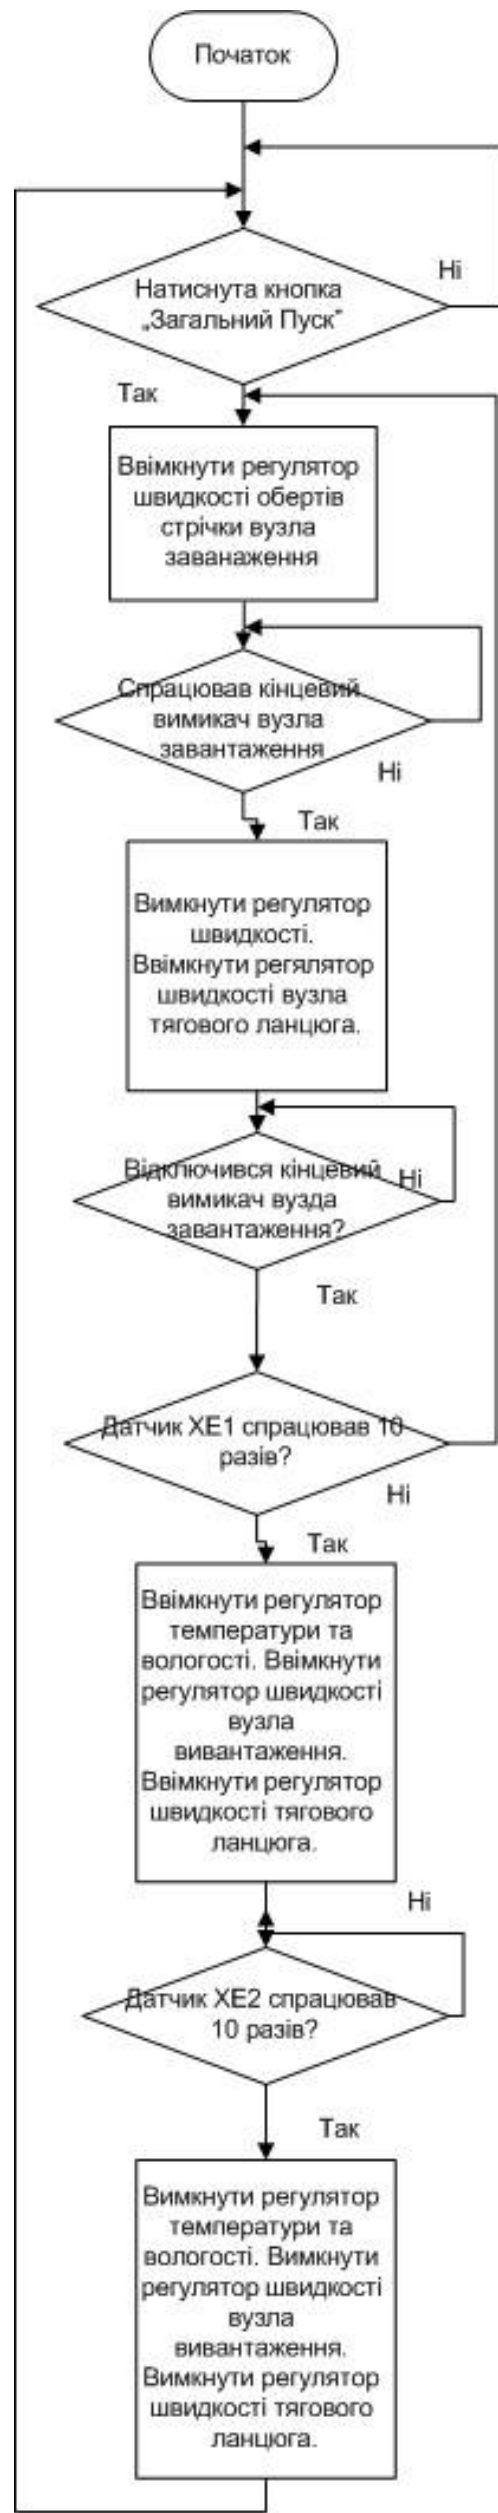 Початок
Натиснута кнопка
„Загальний Пуск”
Ні
Так
Ввімкнути регулятор
швидкості обертів
стрічки вузла
заванаження
Спрацював кінцевий
вимикач вузла
завантаження
Ні
Так
Вимкнути регулятор
швидкості.
Ввімкнути регялятор
швидкості вузла
тягового ланцюга.
Відключився кінцевий
вимикач вузда
завантаження?
Ні
Так
Датчик ХЕ1 спрацював 10
разів?
Ні
Так
Ввімкнути регулятор
температури та
вологості. Ввімкнути
регулятор швидкості
вузла
вивантаження.
Ввімкнути регулятор
швидкості тягового
ланцюга.
Ні
Датчик ХЕ2 спрацював
10 разів?
Так
Вимкнути регулятор
температури та
вологості. Вимкнути
регулятор швидкості
вузла
вивантаження.
Вимкнути регулятор
швидкості тягового
ланцюга.